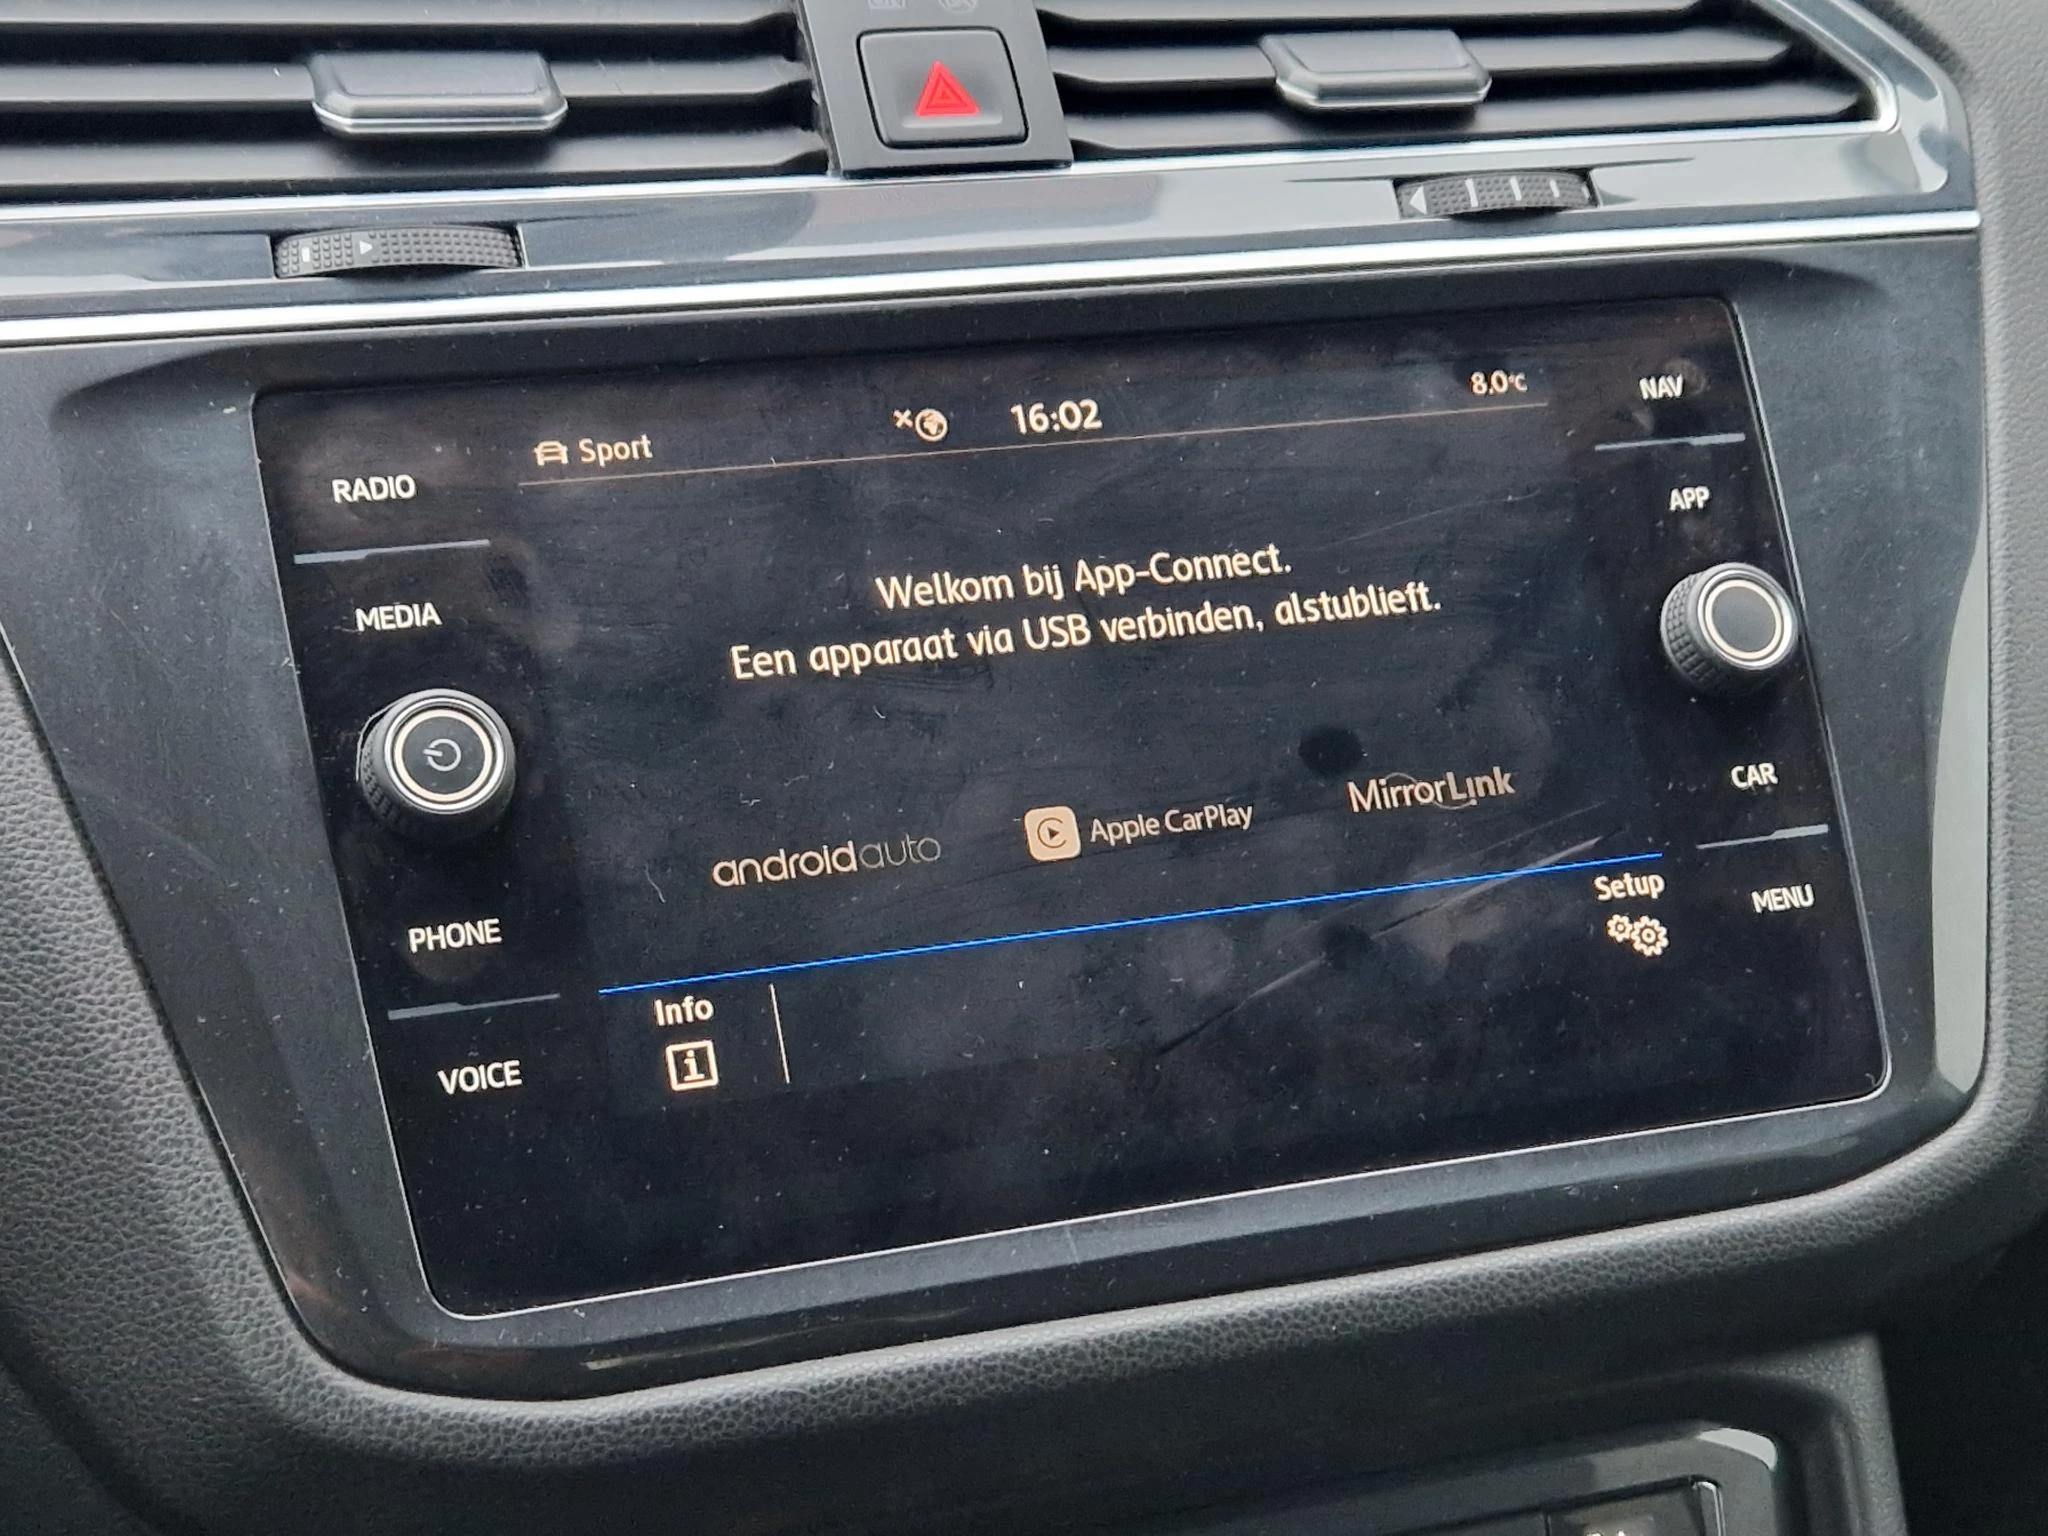 Sport
16:02
8.0°C
NAV
RADIO
APP
Welkom bij App-Connect.
Een apparaat via USB verbinden, alstublieft.
MEDIA
CAR
androidauto
Apple CarPlay
MirrorLink
PHONE
Setup
MENU
Info
i
VOICE